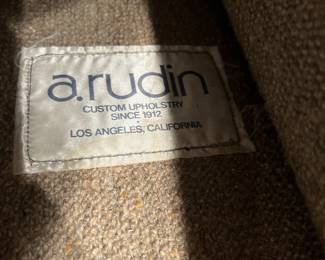 a.rudin
CUSTOM UPHOLSTRY
SINCE 1912
LOS ANGELES, CALIFORNIA